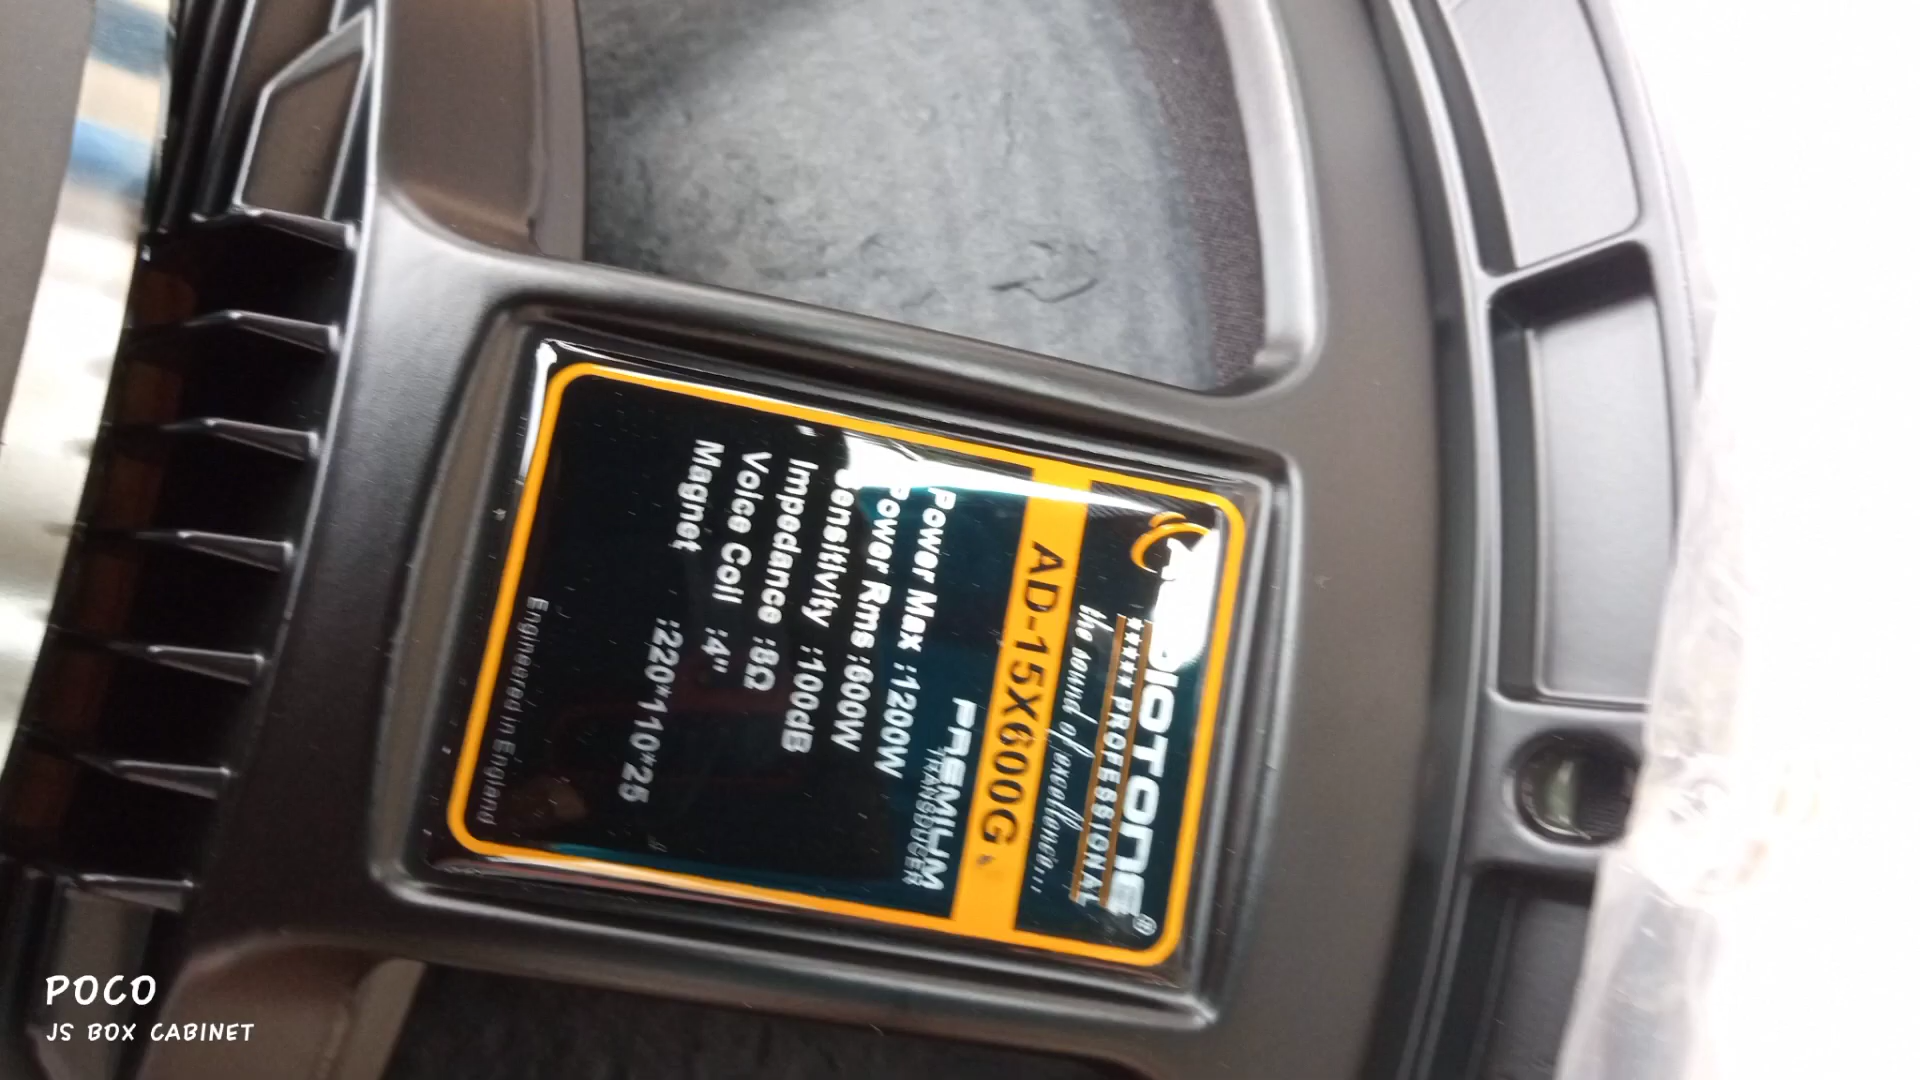 AUDIOTONE®
★★★★ PROFESSIONAL
the sound of excellence...
AD-15X600G
PREMIUM
TRANSDUCER
Power Max :1200W
Power Rms :600W
Sensitivity :100dB
Impedance :8Ω
Voice Coil :4"
Magnet :220*110*25
Engineered in England
POCO
JS BOX CABINET